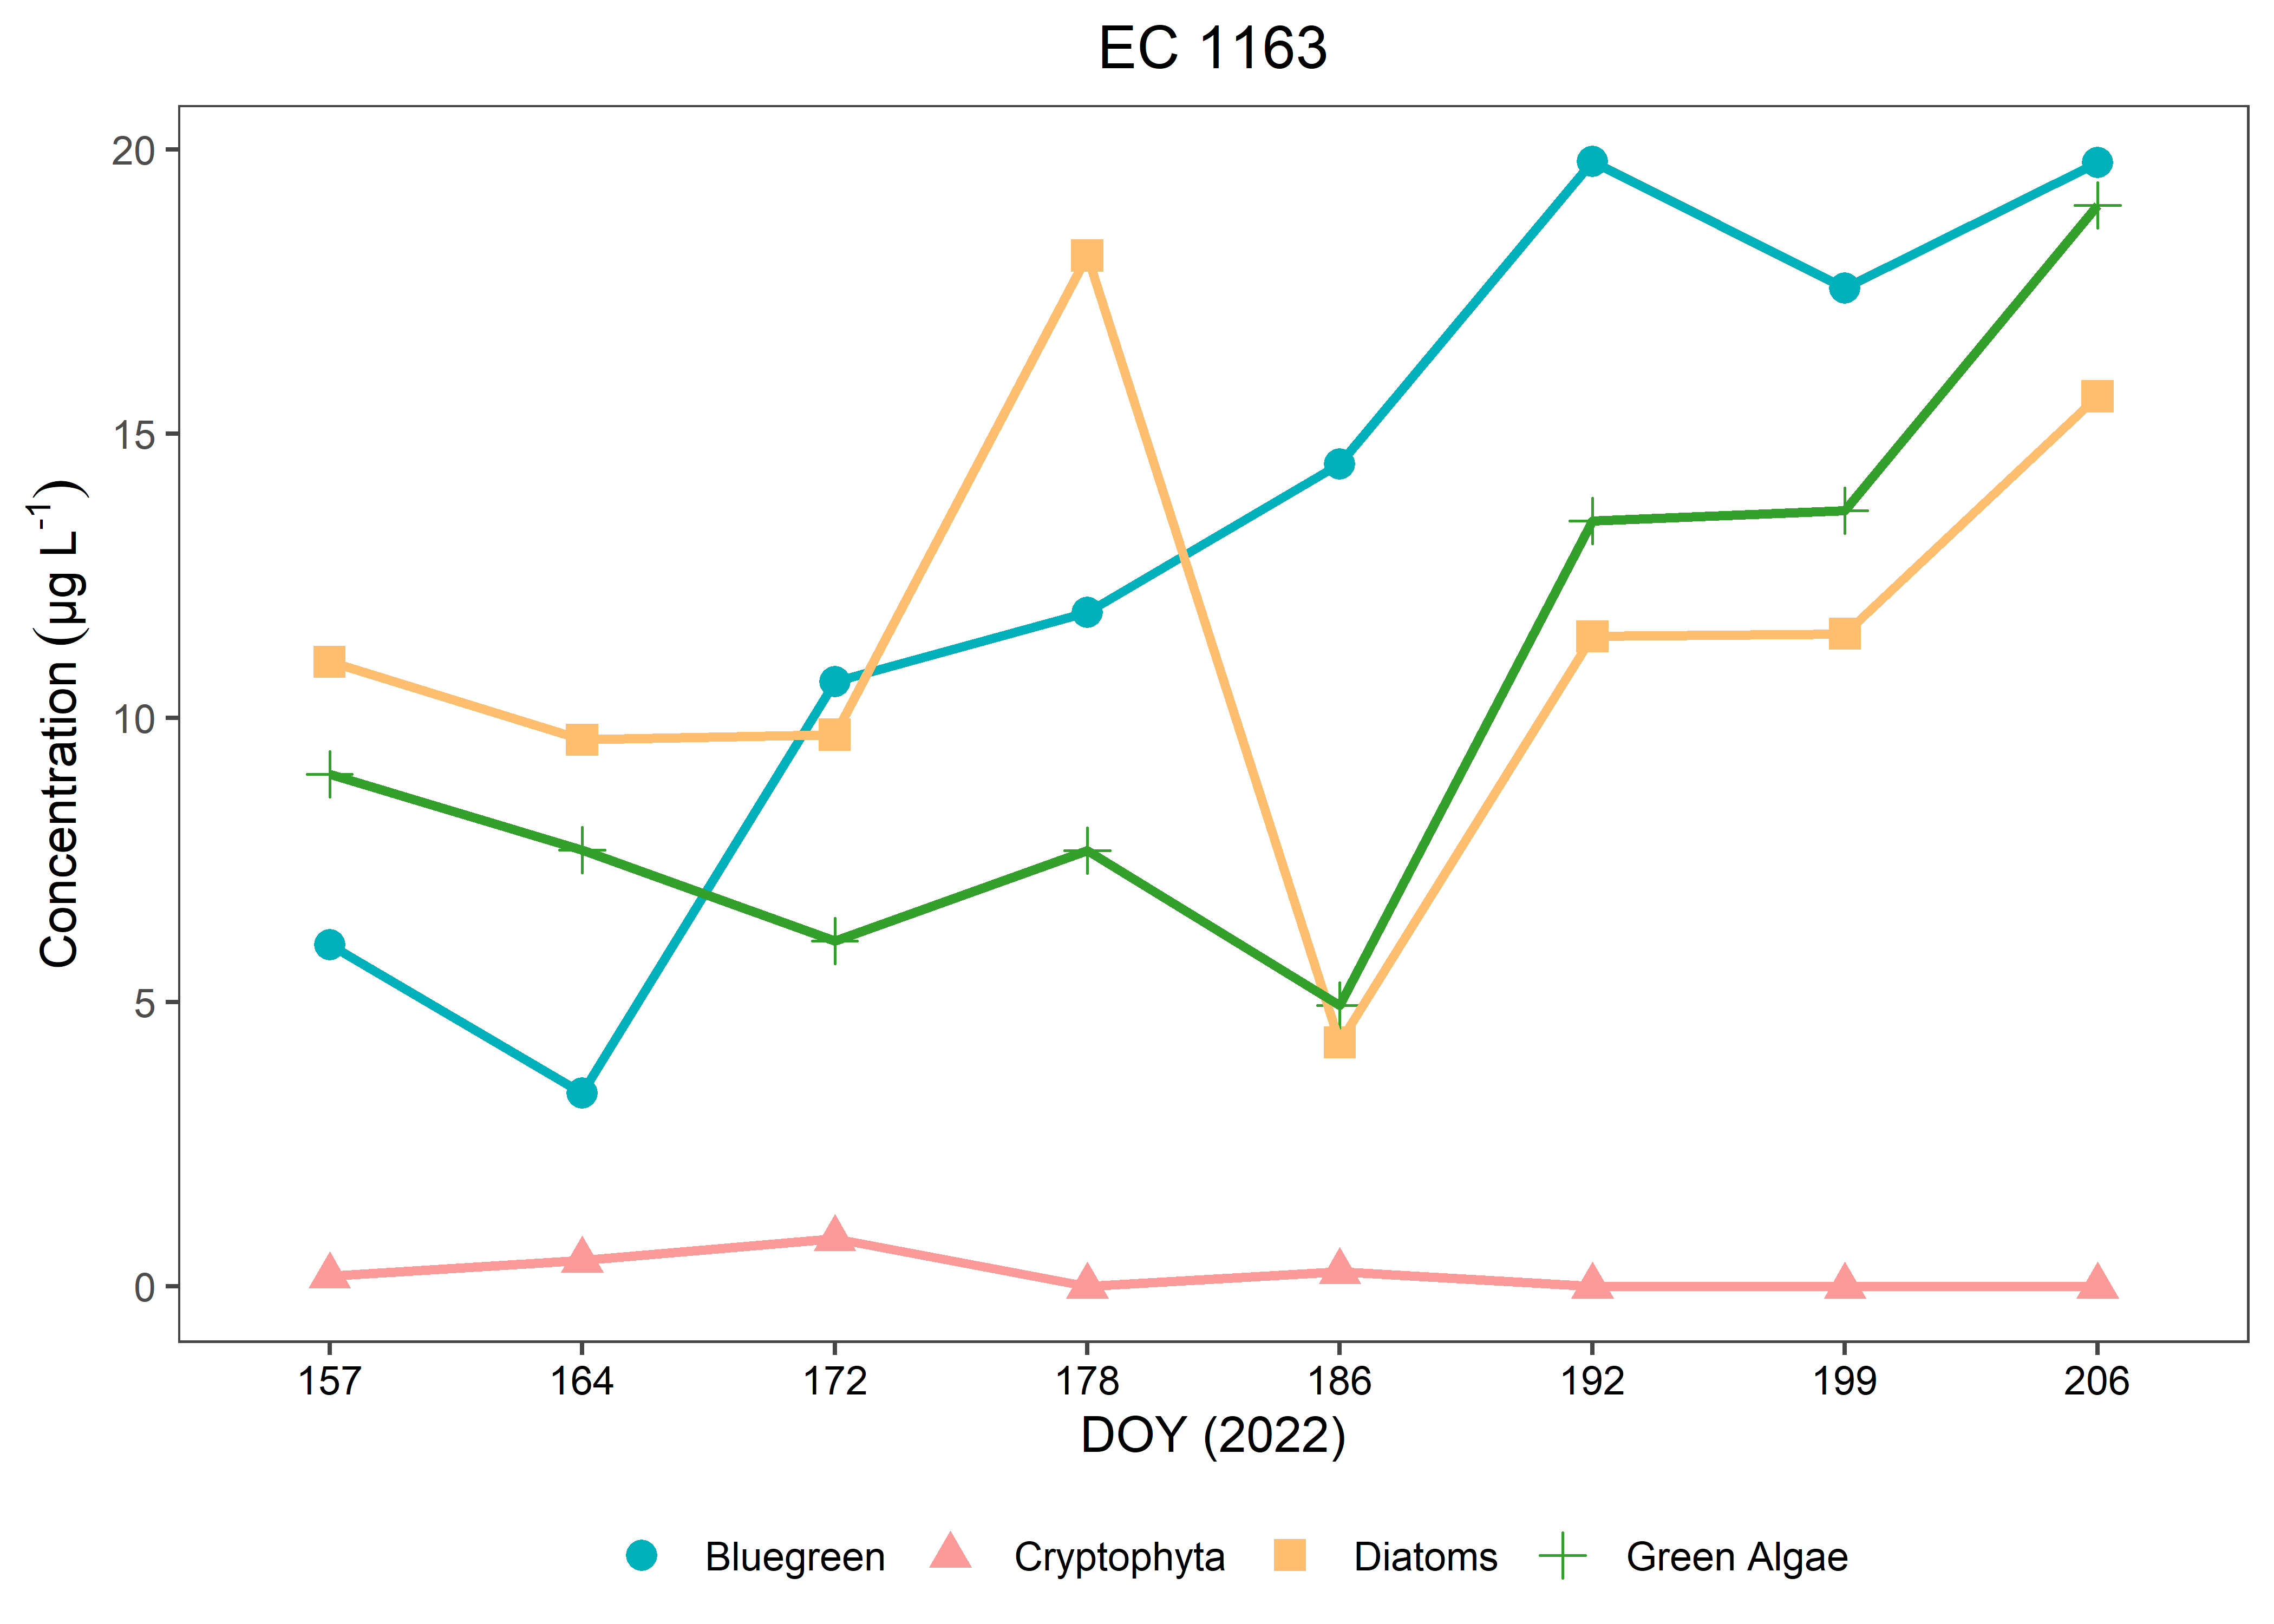 EC 1163
20
15
10
5
0
Concentration (µg L⁻¹)
157 164 172 178 186 192 199 206
DOY (2022)
Bluegreen Cryptophyta Diatoms Green Algae